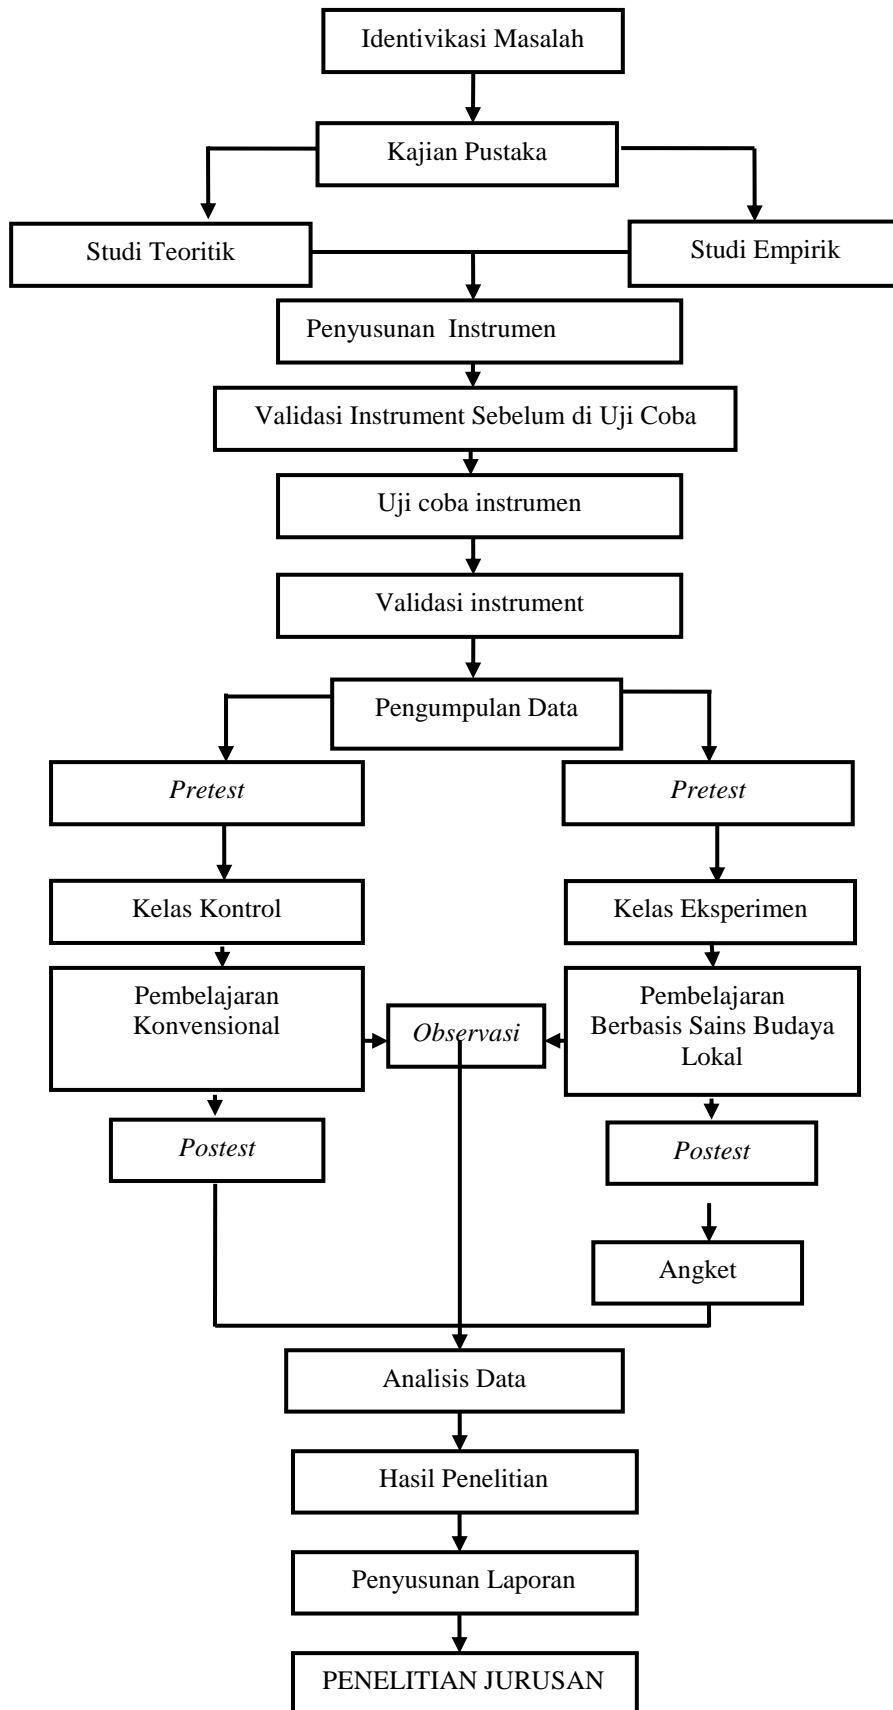 Identivikasi Masalah
Kajian Pustaka
Studi Teoritik
Studi Empirik
Penyusunan  Instrumen
Validasi Instrument Sebelum di Uji Coba
Uji coba instrumen
Validasi instrument
Pengumpulan Data
Pretest
Pretest
Kelas Kontrol
Kelas Eksperimen
Pembelajaran
Konvensional
Observasi
Pembelajaran
Berbasis Sains Budaya
Lokal
Postest
Postest
Angket
Analisis Data
Hasil Penelitian
Penyusunan Laporan
PENELITIAN JURUSAN